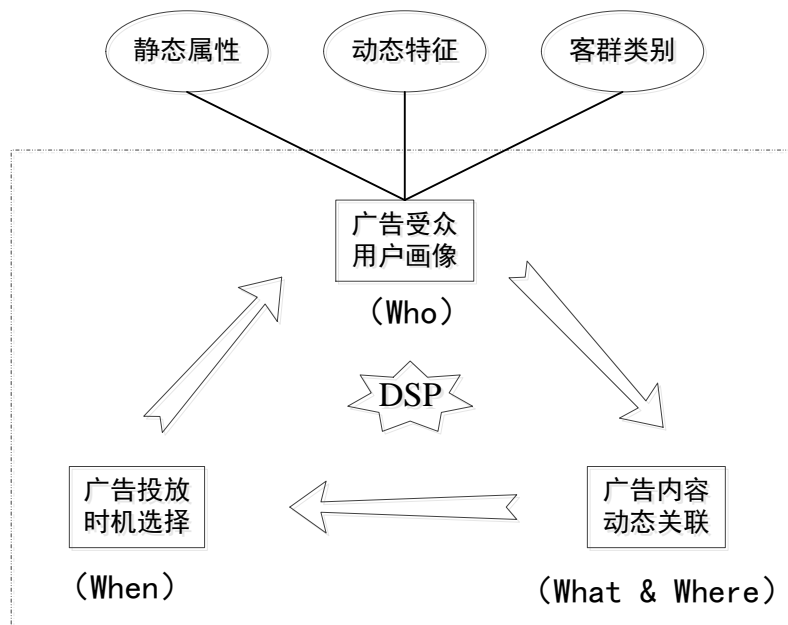 静态属性
动态特征
客群类别
广告受众
用户画像
（Who）
DSP
广告投放
时机选择
广告内容
动态关联
（When）
（What & Where）